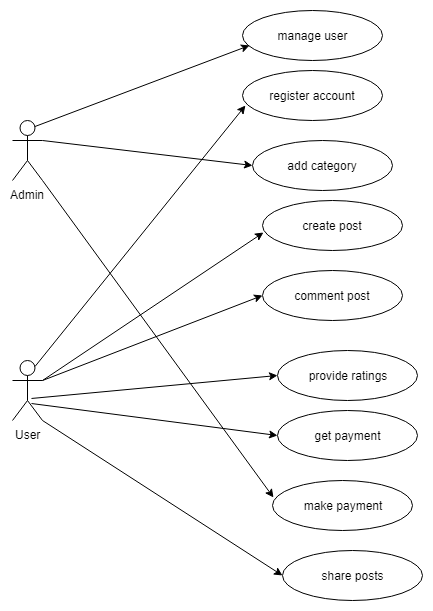 manage user
register account
add category
Admin
create post
comment post
provide ratings
User
get payment
make payment
share posts